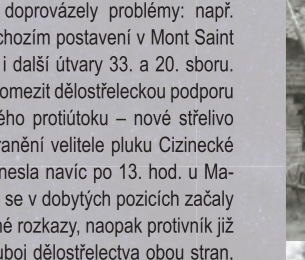 doprovázely problémy: např.
chozím postavení v Mont Saint
i další útvary 33. a 20. sboru.
omezit dělostřeleckou podporu
ého protiútoku – nové střelivo
ranění velitele pluku Cizinecké
nesla navíc po 13. hod. u Ma-
se v dobytých pozicích začaly
né rozkazy, naopak protivník již
uboj dělostřelectva obou stran.